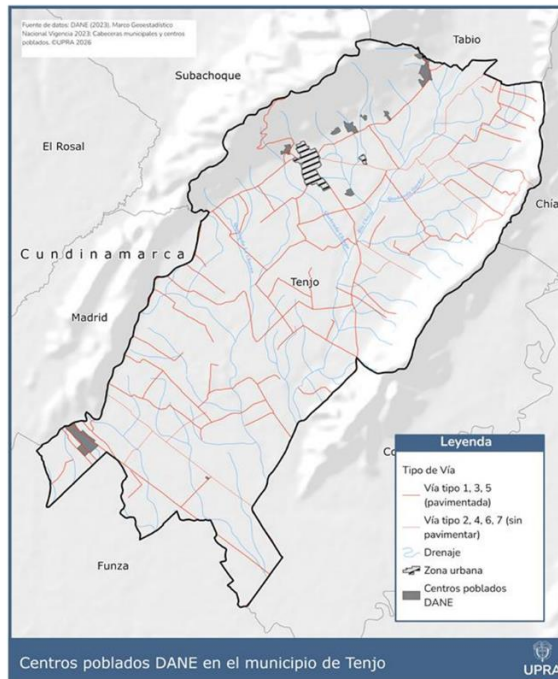 Fuente de datos: DANE (2023), Marco Geoestadístico
Nacional Vigencia 2023; Cabeceras municipales y centros
poblados. ©UPRA 2026
Tabio
Subachoque
El Rosal
Chía
Cundinamarca
Tenjo
Madrid
Funza
Leyenda
Tipo de Vía
Vía tipo 1, 3, 5
(pavimentada)
Vía tipo 2, 4, 6, 7 (sin
pavimentar)
Drenaje
Zona urbana
Centros poblados
DANE
Centros poblados DANE en el municipio de Tenjo
UPRA